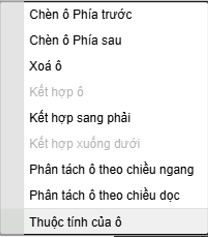 Chèn ô Phía trước
Chèn ô Phía sau
Xoá ô
Kết hợp ô
Kết hợp sang phải
Kết hợp xuống dưới
Phân tách ô theo chiều ngang
Phân tách ô theo chiều dọc
Thuộc tính của ô